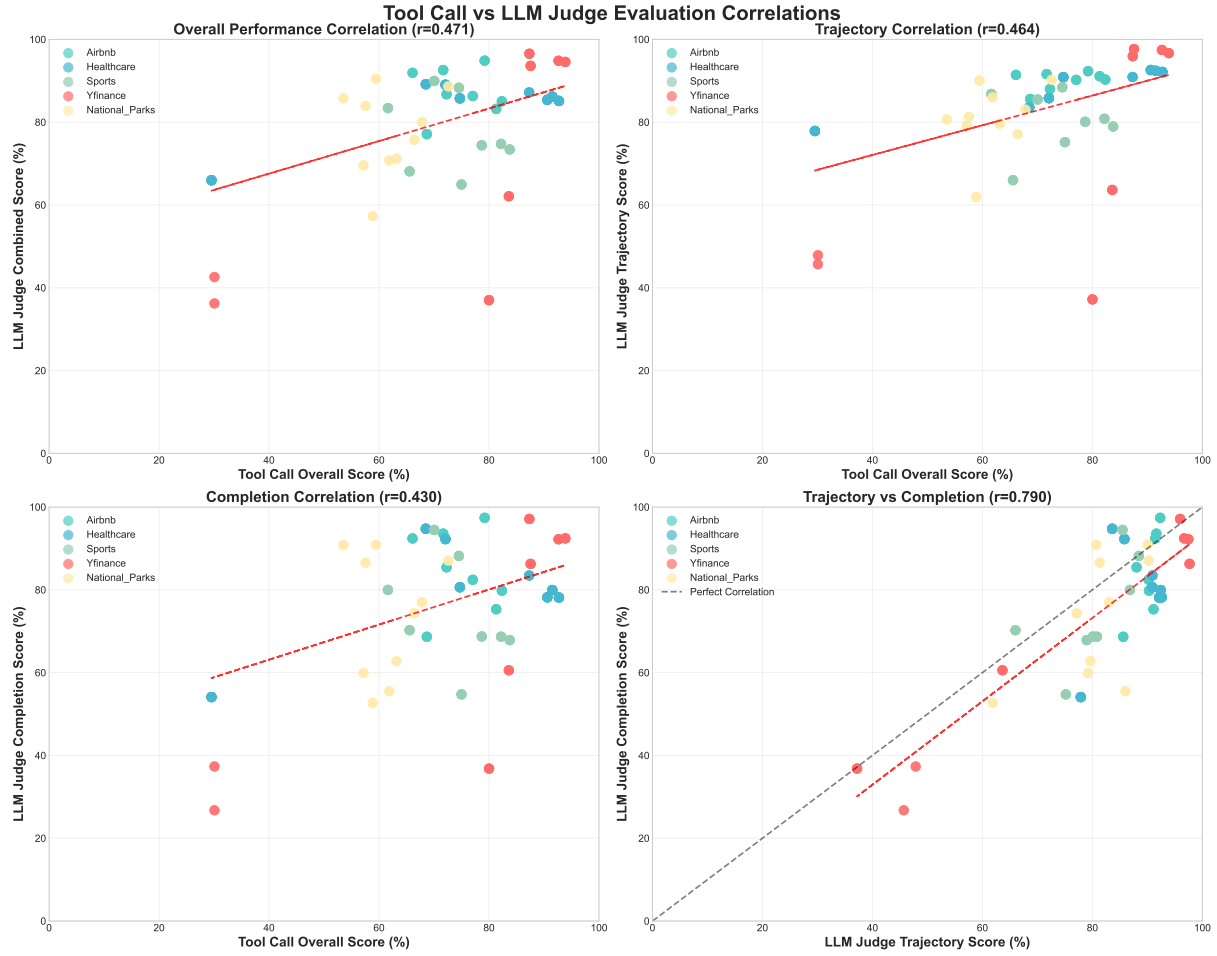 Tool Call vs LLM Judge Evaluation Correlations
Overall Performance Correlation (r=0.471)
LLM Judge Combined Score (%)
100
80
60
40
20
0
Airbnb
Healthcare
Sports
Yfinance
National_Parks
0 20 40 60 80 100
Tool Call Overall Score (%)
Trajectory Correlation (r=0.464)
LLM Judge Trajectory Score (%)
100
80
60
40
20
0
Airbnb
Healthcare
Sports
Yfinance
National_Parks
0 20 40 60 80 100
Tool Call Overall Score (%)
Completion Correlation (r=0.430)
LLM Judge Completion Score (%)
100
80
60
40
20
0
Airbnb
Healthcare
Sports
Yfinance
National_Parks
0 20 40 60 80 100
Tool Call Overall Score (%)
Trajectory vs Completion (r=0.790)
LLM Judge Completion Score (%)
100
80
60
40
20
0
Airbnb
Healthcare
Sports
Yfinance
National_Parks
Perfect Correlation
0 20 40 60 80 100
LLM Judge Trajectory Score (%)